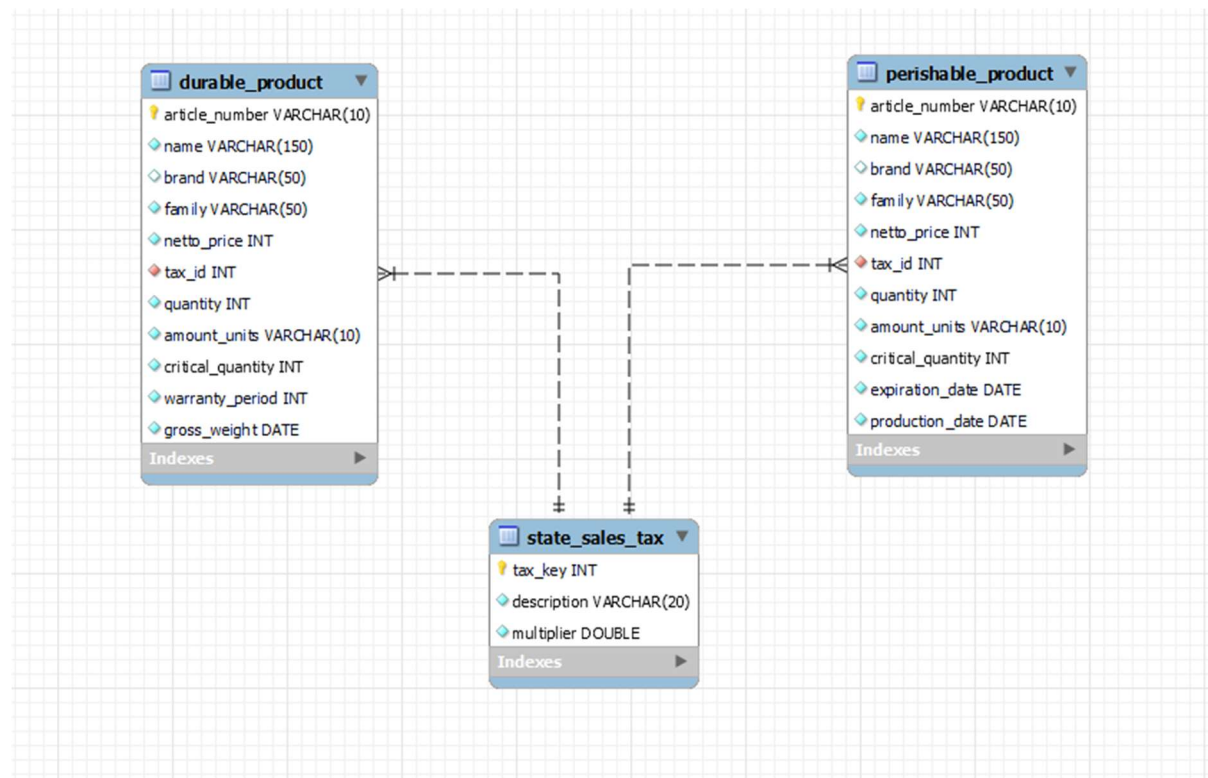 durable_product
article_number VARCHAR(10)
name VARCHAR(150)
brand VARCHAR(50)
family VARCHAR(50)
netto_price INT
tax_id INT
quantity INT
amount_units VARCHAR(10)
critical_quantity INT
warranty_period INT
gross_weight DATE
Indexes
perishable_product
article_number VARCHAR(10)
name VARCHAR(150)
brand VARCHAR(50)
family VARCHAR(50)
netto_price INT
tax_id INT
quantity INT
amount_units VARCHAR(10)
critical_quantity INT
expiration_date DATE
production_date DATE
Indexes
state_sales_tax
tax_key INT
description VARCHAR(20)
multiplier DOUBLE
Indexes